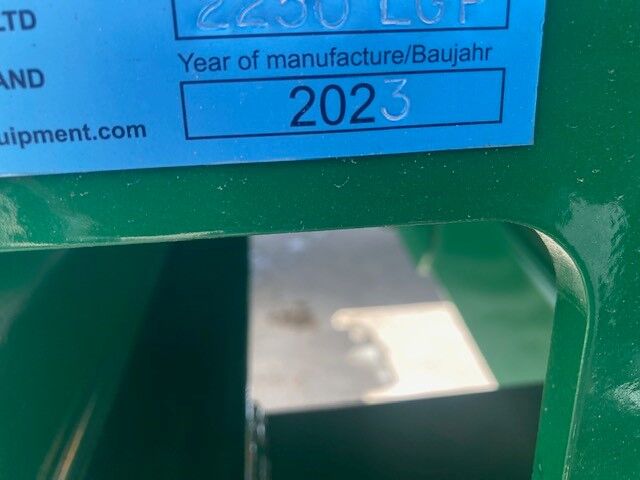 LTD
2250 LGP
Year of manufacture/Baujahr
AND
2023
uipment.com